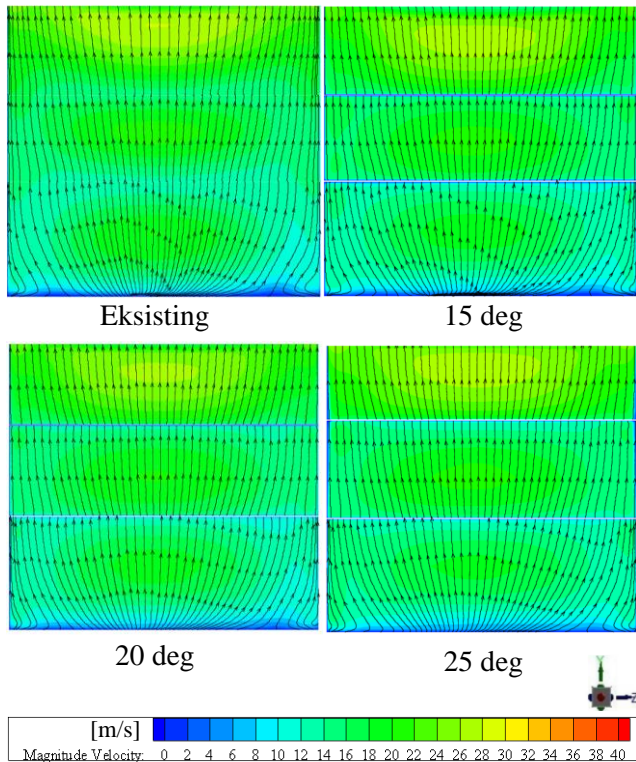 Eksisting 15 deg
20 deg 25 deg
Y
Z
[m/s]
Magnitude Velocity: 0 2 4 6 8 10 12 14 16 18 20 22 24 26 28 30 32 34 36 38 40